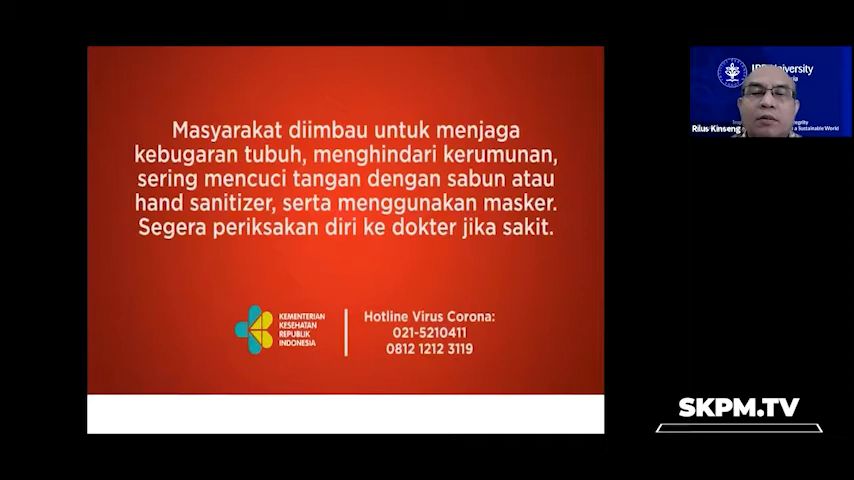 Masyarakat diimbau untuk menjaga
kebugaran tubuh, menghindari kerumunan,
sering mencuci tangan dengan sabun atau
hand sanitizer, serta menggunakan masker.
Segera periksakan diri ke dokter jika sakit.
KEMENTERIAN
KESEHATAN
REPUBLIK
INDONESIA
Hotline Virus Corona:
021-5210411
0812 1212 3119
University
Rilus Kinseng
a Sustainable World
SKPM.TV